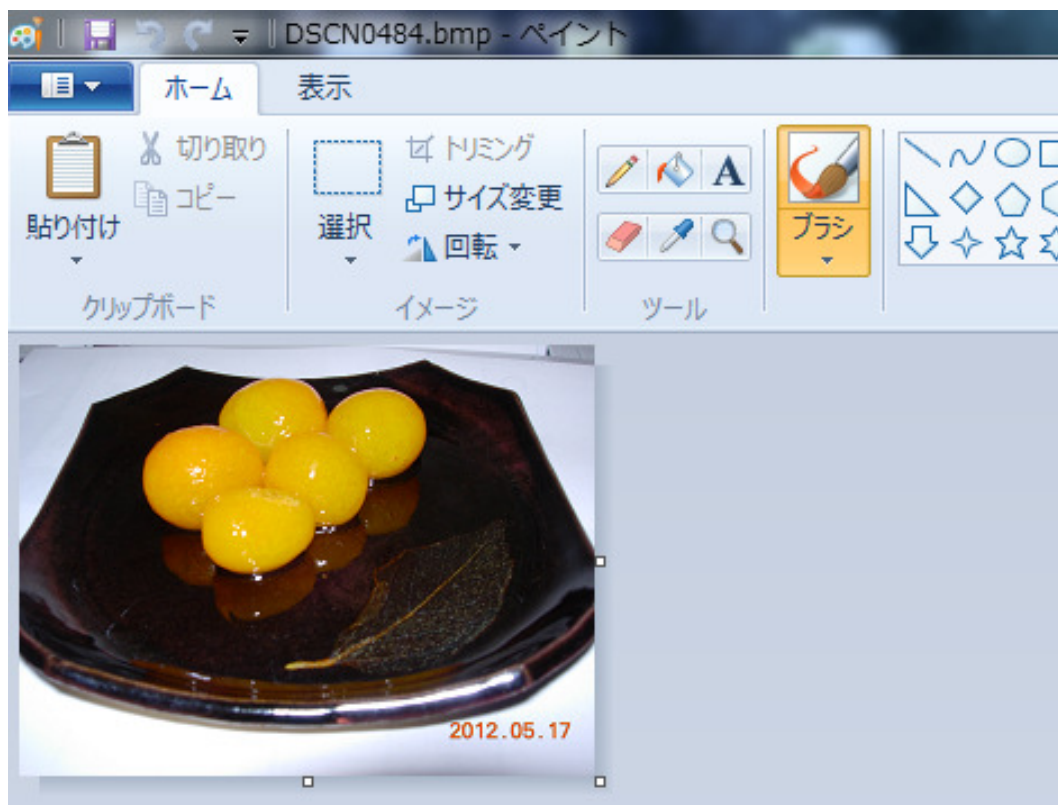 DSCN0484.bmp - ペイント
ホーム 表示
貼り付け
切り取り
コピー
クリップボード
選択
トリミング
サイズ変更
回転
イメージ
A
ツール
ブラシ
2012.05.17